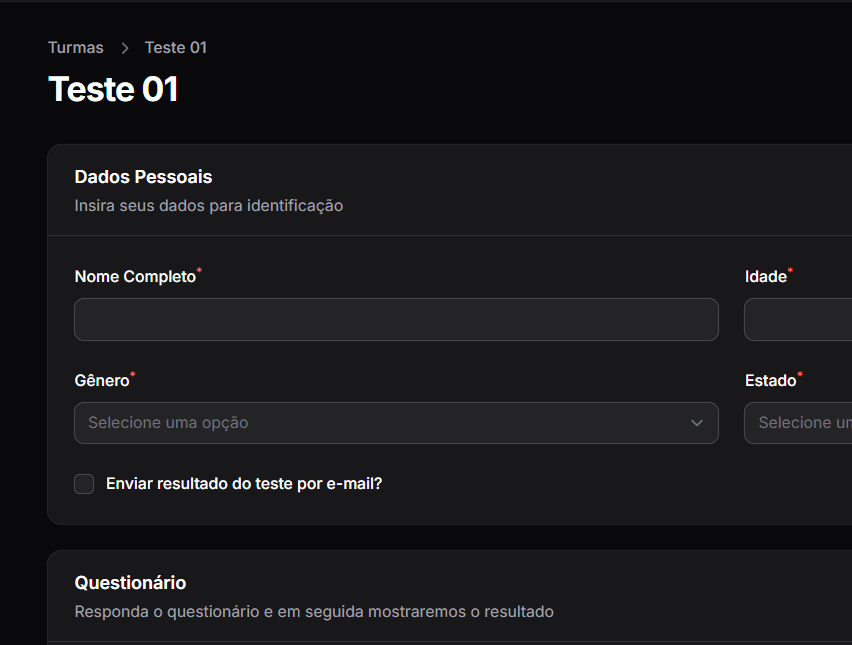 Turmas > Teste 01
Teste 01
Dados Pessoais
Insira seus dados para identificação
Nome Completo*
Idade*
Gênero*
Estado*
Selecione uma opção
Selecione
Enviar resultado do teste por e-mail?
Questionário
Responda o questionário e em seguida mostraremos o resultado